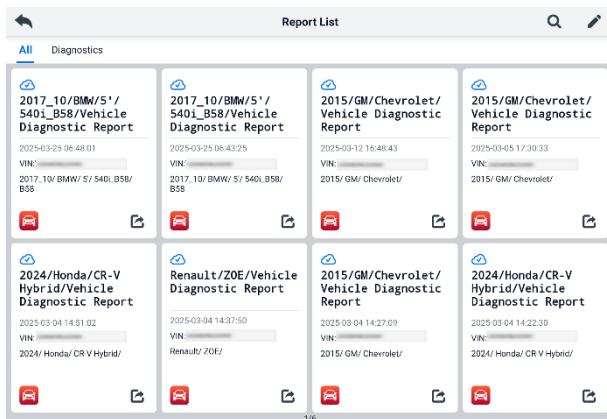 Report List
All
Diagnostics
2017_10/BMW/5'/
540i_B58/Vehicle
Diagnostic Report
2025-03-25 06:48:01
VIN:
2017_10/ BMW/ 5'/ 540i_B58/
B58
2017_10/BMW/5'/
540i_B58/Vehicle
Diagnostic Report
2025-03-25 06:43:25
VIN:
2017_10/ BMW/ 5'/ 540i_B58/
B58
2015/GM/Chevrolet/
Vehicle Diagnostic
Report
2025-03-12 16:48:43
VIN:
2015/ GM/ Chevrolet/
2015/GM/Chevrolet/
Vehicle Diagnostic
Report
2025-03-05 17:30:33
VIN:
2015/ GM/ Chevrolet/
2024/Honda/CR-V
Hybrid/Vehicle
Diagnostic Report
2025-03-04 14:51:02
VIN:
2024/ Honda/ CR-V Hybrid/
Renault/ZOE/Vehicle
Diagnostic Report
2025-03-04 14:37:50
VIN:
Renault/ ZOE/
2015/GM/Chevrolet/
Vehicle Diagnostic
Report
2025-03-04 14:27:09
VIN:
2015/ GM/ Chevrolet/
2024/Honda/CR-V
Hybrid/Vehicle
Diagnostic Report
2025-03-04 14:22:30
VIN:
2024/ Honda/ CR-V Hybrid/
1/6